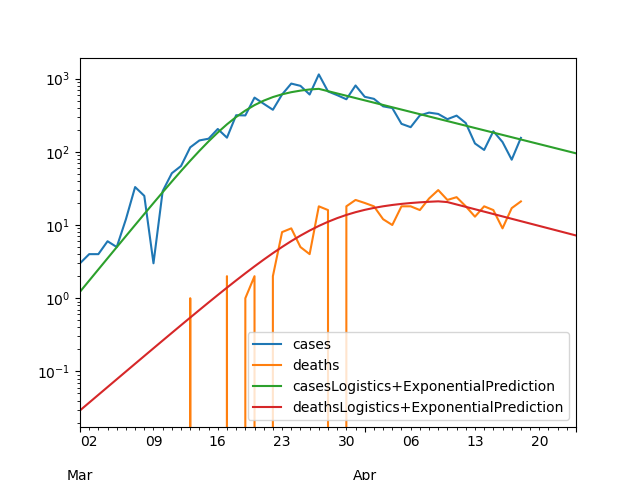 10³
10²
10¹
10⁰
10⁻¹
cases
deaths
casesLogistics+ExponentialPrediction
deathsLogistics+ExponentialPrediction
02 09 16 23 30 06 13 20
Mar Apr